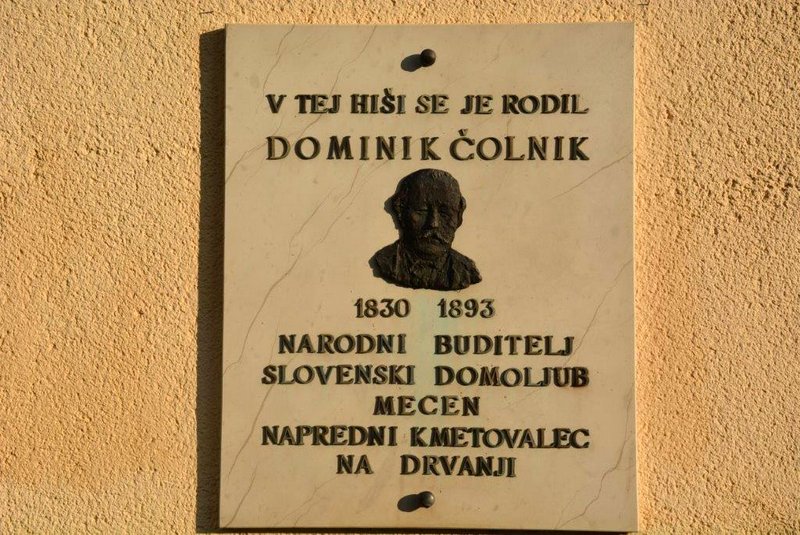 V TEJ HIŠI SE JE RODIL
DOMINIK ČOLNIK
1830 1893
NARODNI BUDITELJ
SLOVENSKI DOMOLJUB
MECEN
NAPREDNI KMETOVALEC
NA DRVANJI